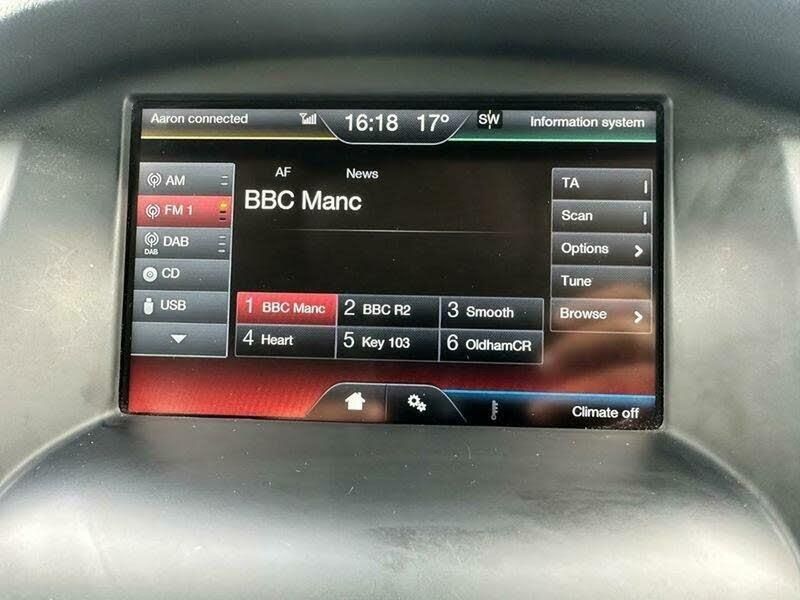 Aaron connected
16:18 17°
SW
Information system
AM
FM 1
DAB
DAB
CD
USB
AF News
BBC Manc
1 BBC Manc
2 BBC R2
3 Smooth
4 Heart
5 Key 103
6 OldhamCR
TA
Scan
Options
Tune
Browse
Climate off